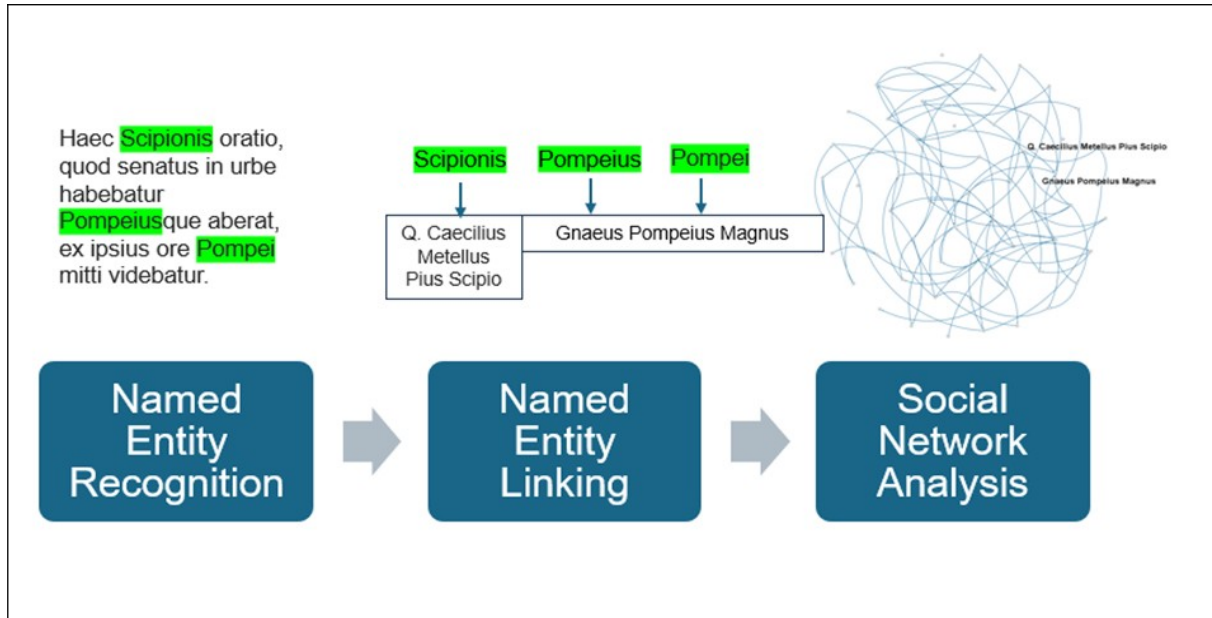 Haec Scipionis oratio,
quod senatus in urbe
habebatur
Pompeiusque aberat,
ex ipsius ore Pompei
mitti videbatur.
Scipionis
Pompeius
Pompei
Q. Caecilius
Metellus
Pius Scipio
Gnaeus Pompeius Magnus
Q. Caecilius Metellus Pius Scipio
Gnaeus Pompeius Magnus
Named
Entity
Recognition
Named
Entity
Linking
Social
Network
Analysis